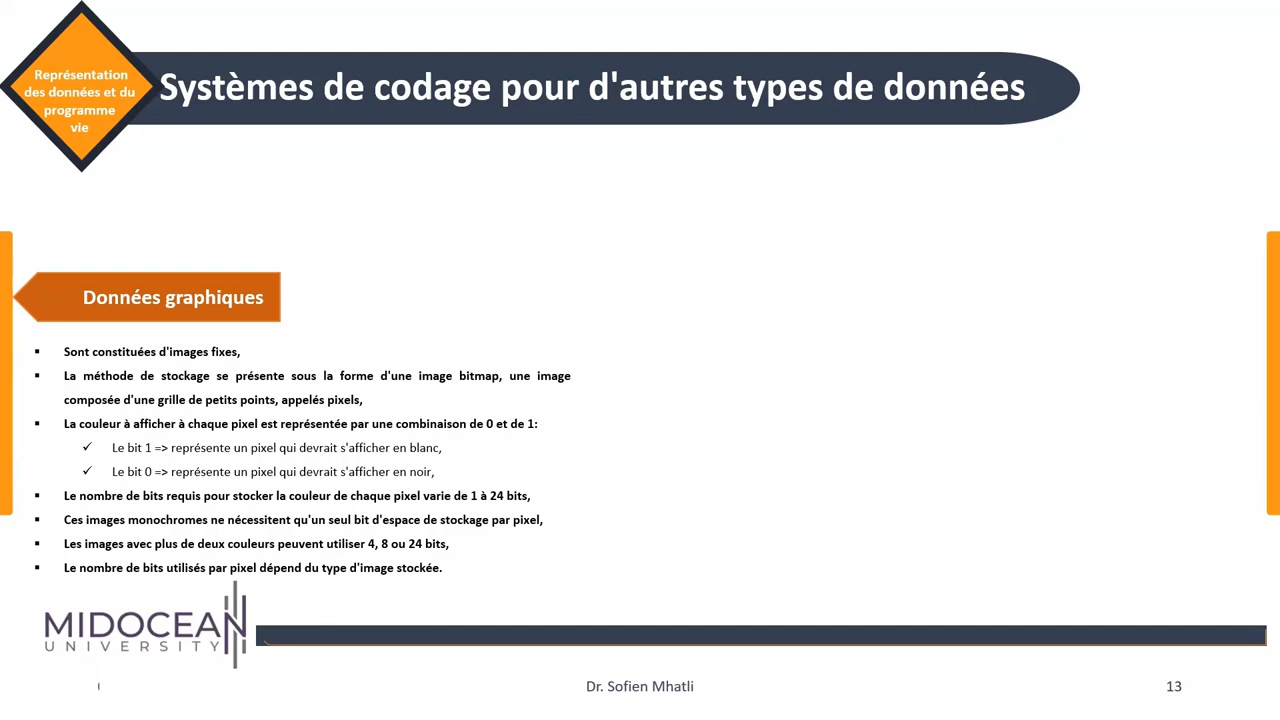 Représentation
des données et du
programme
vie
Systèmes de codage pour d'autres types de données
Données graphiques
▪ Sont constituées d'images fixes,
▪ La méthode de stockage se présente sous la forme d'une image bitmap, une image
composée d'une grille de petits points, appelés pixels,
▪ La couleur à afficher à chaque pixel est représentée par une combinaison de 0 et de 1:
✓ Le bit 1 => représente un pixel qui devrait s'afficher en blanc,
✓ Le bit 0 => représente un pixel qui devrait s'afficher en noir,
▪ Le nombre de bits requis pour stocker la couleur de chaque pixel varie de 1 à 24 bits,
▪ Ces images monochromes ne nécessitent qu'un seul bit d'espace de stockage par pixel,
▪ Les images avec plus de deux couleurs peuvent utiliser 4, 8 ou 24 bits,
▪ Le nombre de bits utilisés par pixel dépend du type d'image stockée.
MIDOCEAN
UNIVERSITY
Dr. Sofien Mhatli
13